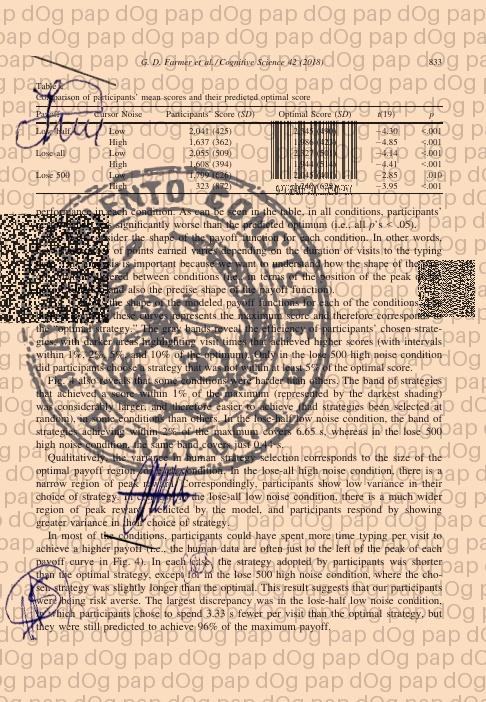 G. D. Farmer et al. / Cognitive Science 42 (2018) 833
Table
Comparison of participants' mean scores and their predicted optimal score
Cursor Noise Participants' Score (SD) Optimal Score (SD) t(19) p
Lose half Low 2,041 (425) -4.30 <.001
High 1,637 (362) -4.85 <.001
Lose all Low 2,055 (509) -4.14 <.001
High 1,608 (394) -4.41 <.001
Lose 500 Low 1,799 (626) -2.85 .010
High 323 (872) -3.95 <.001
performance in each condition. As can be seen in the table, in all conditions, participants'
significantly worse than the predicted optimum (i.e., all p's < .05).
consider the shape of the payoff function for each condition. In other words,
of points earned varies depending on the duration of visits to the typing
is important because we want to understand how the shape of the
between conditions in terms of the position of the peak
and also the precise shape of the payoff function.
the shape of the modeled payoff functions for each of the conditions.
these curves represents the maximum score and therefore corresponds to
the "optimal strategy." The gray bands reveal the efficiency of participants' chosen strate-
gies, with darker areas highlighting visit times that achieved higher scores (with intervals
within 1%, 2%, 5%, and 10% of the optimum). Only in the lose 500 high noise condition
did participants choose a strategy that was not within at least 5% of the optimal score.
Fig. 4 also reveals that some conditions were harder than others. The band of strategies
that achieved a score within 1% of the maximum (represented by the darkest shading)
was considerably larger, and therefore easier to achieve had strategies been selected at
random, in some conditions than others. In the lose-half low noise condition, the band of
strategies achieving within 2% of the maximum covers 6.65 s, whereas in the lose 500
high noise condition, the same band covers just 0.41 s.
Qualitatively, the variance in human strategy selection corresponds to the size of the
optimal payoff region for each condition. In the lose-all high noise condition, there is a
narrow region of peak correspondingly, participants show low variance in their
choice of strategy. In the lose-all low noise condition, there is a much wider
region of peak reward predicted by the model, and participants respond by showing
greater variance in their choice of strategy.
In most of the conditions, participants could have spent more time typing per visit to
achieve a higher payoff (i.e., the human data are often just to the left of the peak of each
payoff curve in Fig. 4). In each case, the strategy adopted by participants was shorter
than the optimal strategy, except for in the lose 500 high noise condition, where the cho-
sen strategy was slightly longer than the optimal. This result suggests that our participants
were being risk averse. The largest discrepancy was in the lose-half low noise condition,
in which participants chose to spend 3.33 s fewer per visit than the optimal strategy, but
they were still predicted to achieve 96% of the maximum payoff.